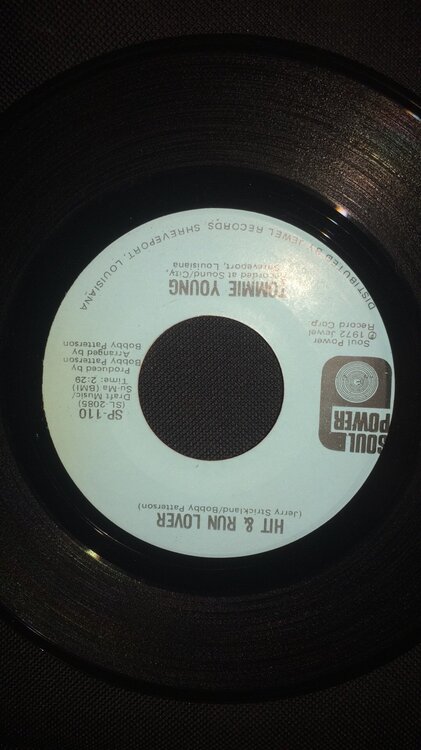 HIT & RUN LOVER
(Jerry Strickland/Bobby Patterson)
SOUL
POWER
SP-110
(SL-2085)
Draft Music/
Su-Ma (BMI)
Time: 2:29
Produced by
Bobby Patterson
Arranged by
Bobby Patterson
Soul Power
℗ 1972 Jewel
Record Corp
TOMMIE YOUNG
Recorded at Sound/City,
Shreveport, Louisiana
DISTRIBUTED BY JEWEL RECORDS, SHREVEPORT, LOUISIANA